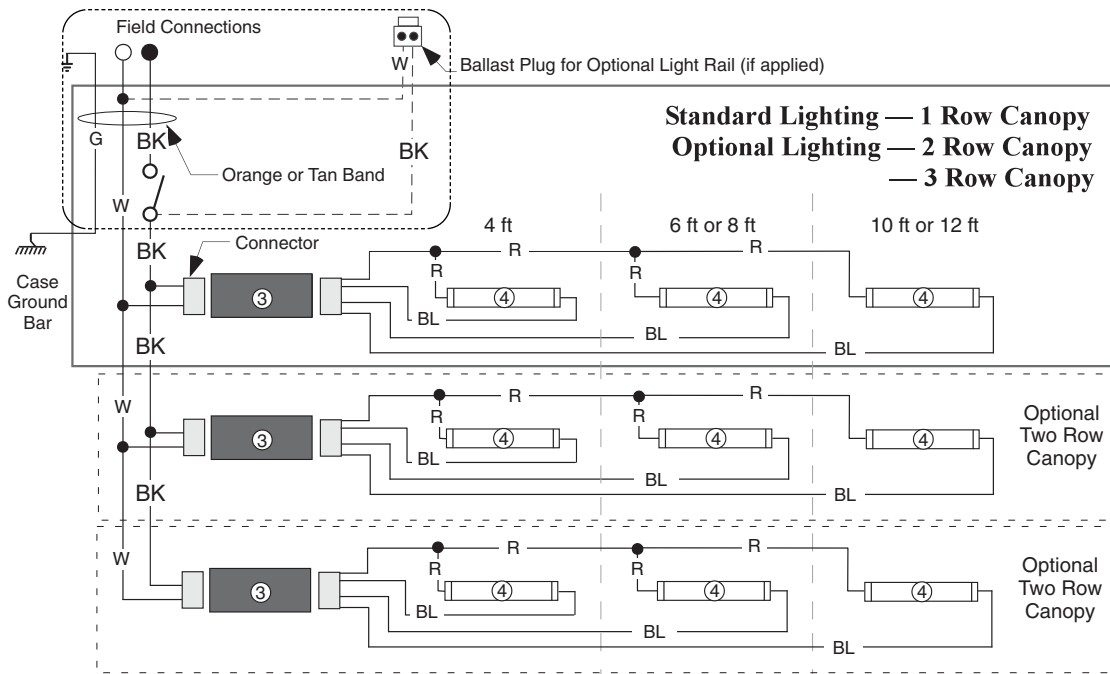 Field Connections
W
Ballast Plug for Optional Light Rail (if applied)
Standard Lighting — 1 Row Canopy
Optional Lighting — 2 Row Canopy
— 3 Row Canopy
G
BK
BK
Orange or Tan Band
W
4 ft
6 ft or 8 ft
10 ft or 12 ft
BK
Connector
R
R
Case
Ground
Bar
R
R
3
4
4
4
BL
BL
BL
BK
W
R
R
R
R
3
4
4
4
BL
BL
BL
Optional
Two Row
Canopy
BK
W
R
R
R
R
3
4
4
4
BL
BL
BL
Optional
Two Row
Canopy